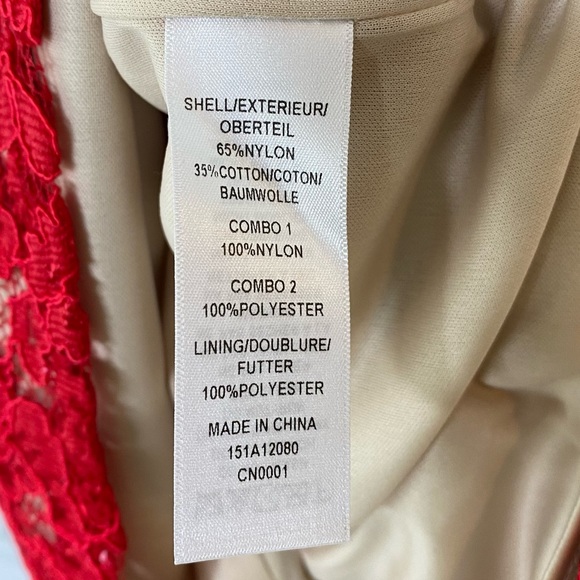 SHELL/EXTERIEUR/
OBERTEIL
65%NYLON
35%COTTON/COTON/
BAUMWOLLE
COMBO 1
100%NYLON
COMBO 2
100%POLYESTER
LINING/DOUBLURE/
FUTTER
100%POLYESTER
MADE IN CHINA
151A12080
CN0001